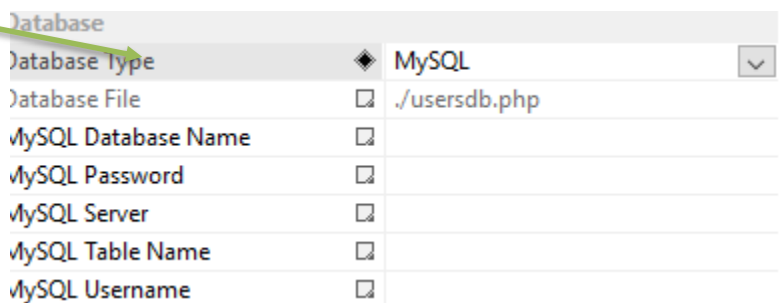 Database
Database Type MySQL
Database File ./usersdb.php
MySQL Database Name
MySQL Password
MySQL Server
MySQL Table Name
MySQL Username